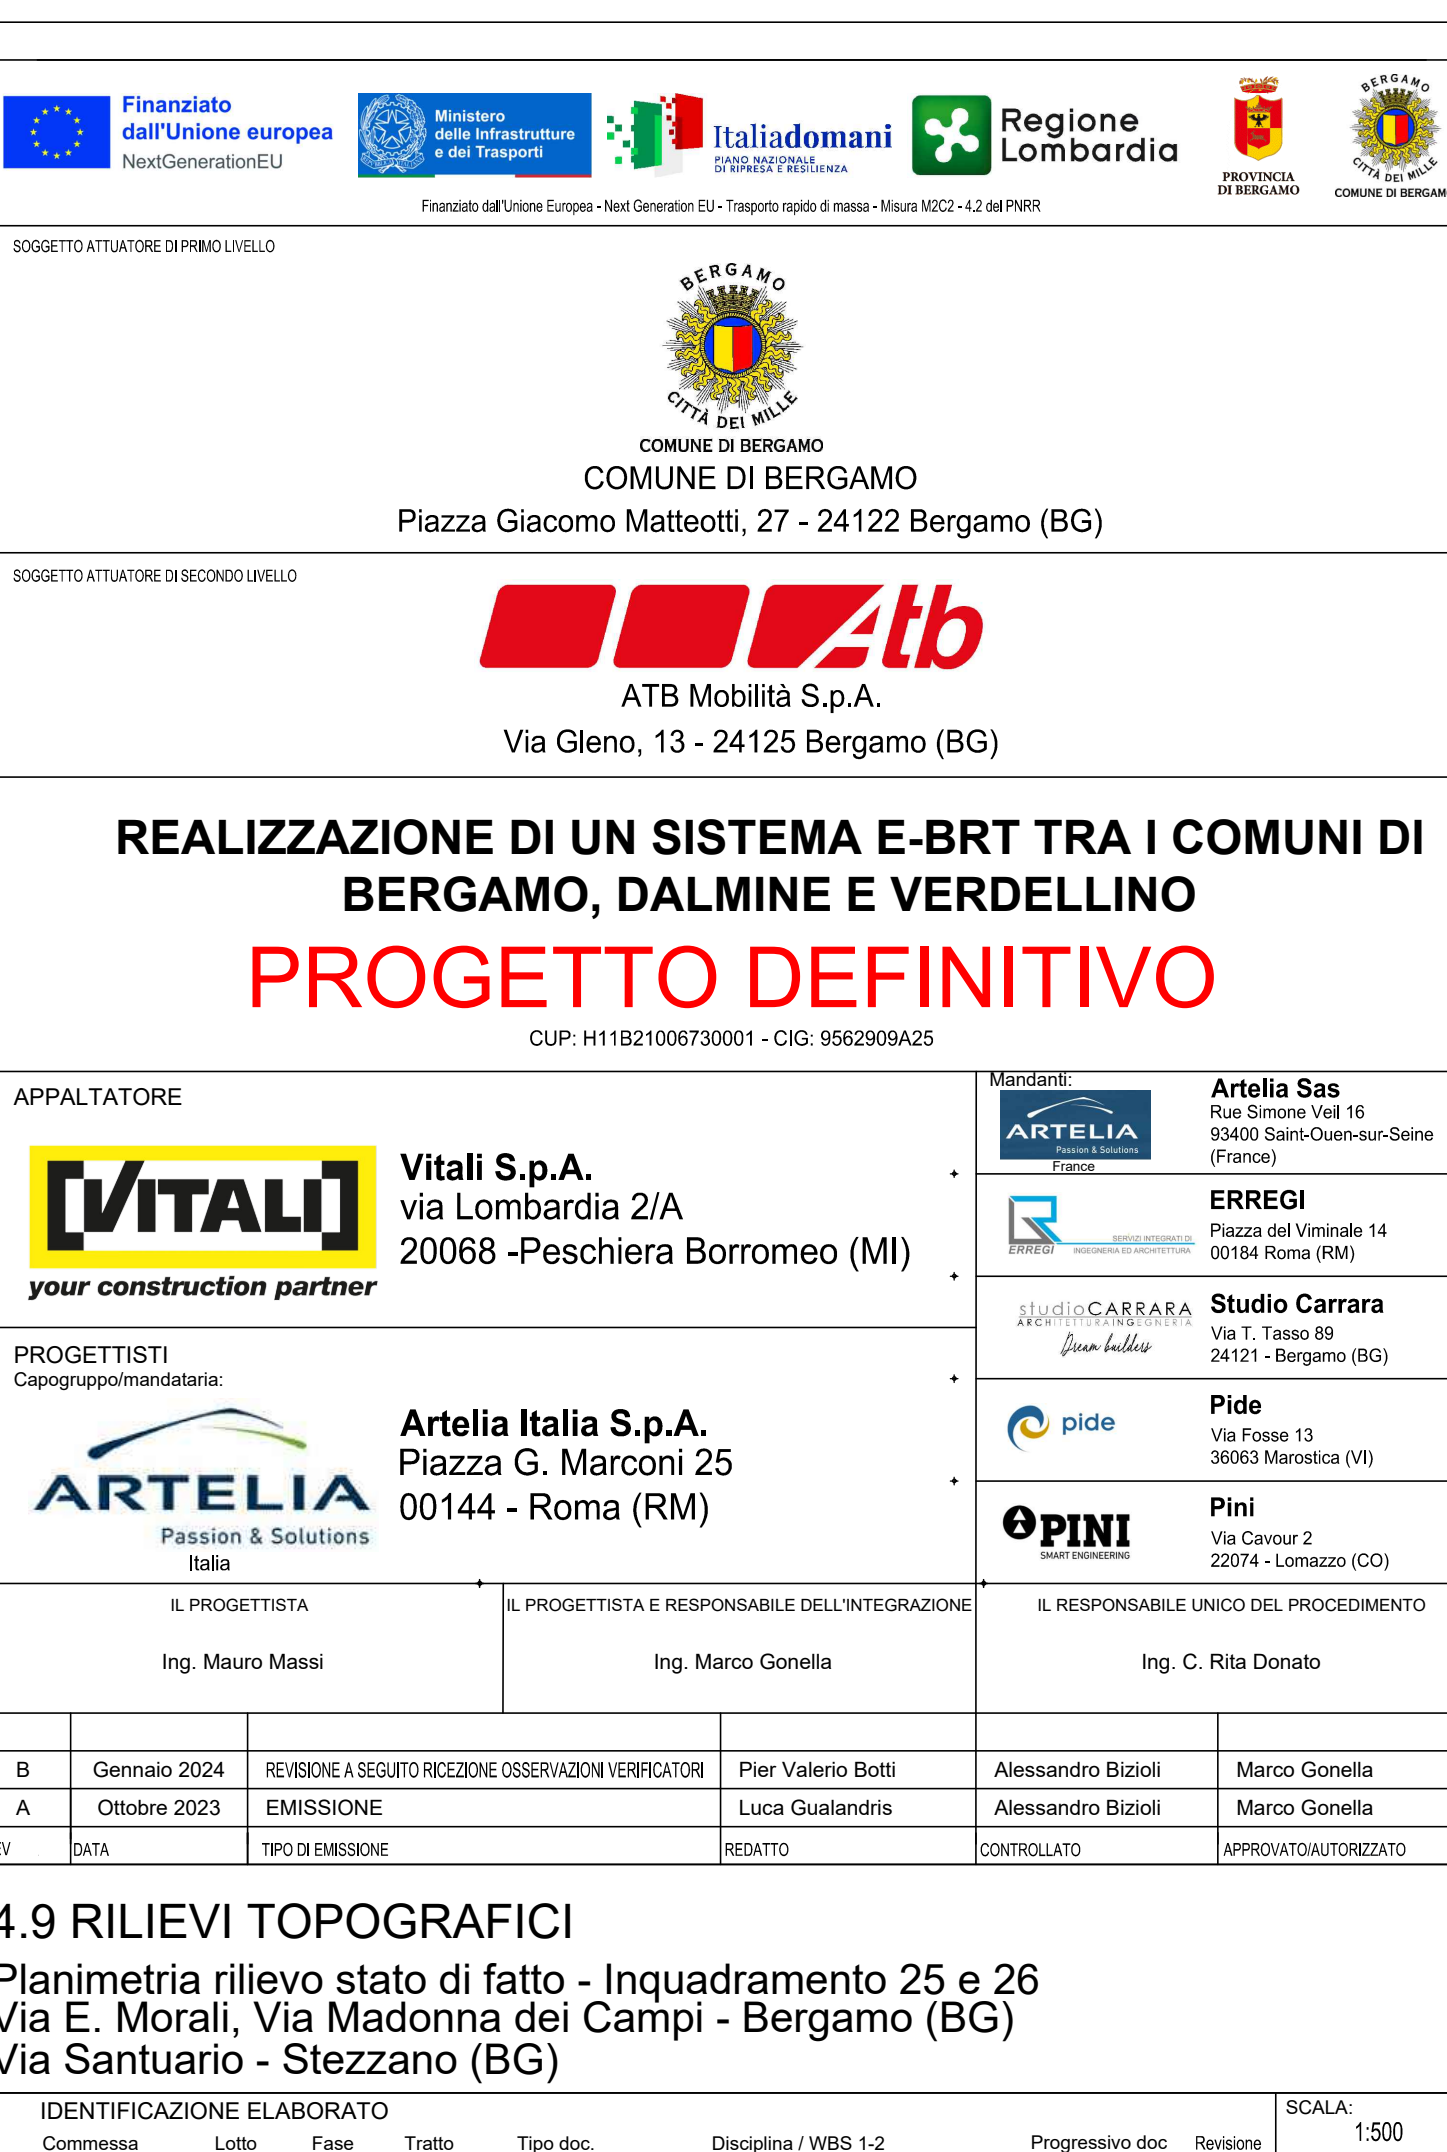 Finanziato
dall'Unione europea
NextGenerationEU
Ministero
delle Infrastrutture
e dei Trasporti
Italiadomani
PIANO NAZIONALE
DI RIPRESA E RESILIENZA
Regione
Lombardia
PROVINCIA
DI BERGAMO
BERGAMO
CITTÀ DEI MILLE
COMUNE DI BERGAM
Finanziato dall'Unione Europea - Next Generation EU - Trasporto rapido di massa - Misura M2C2 - 4.2 del PNRR
SOGGETTO ATTUATORE DI PRIMO LIVELLO
BERGAMO
CITTÀ DEI MILLE
COMUNE DI BERGAMO
COMUNE DI BERGAMO
Piazza Giacomo Matteotti, 27 - 24122 Bergamo (BG)
SOGGETTO ATTUATORE DI SECONDO LIVELLO
Atb
ATB Mobilità S.p.A.
Via Gleno, 13 - 24125 Bergamo (BG)
REALIZZAZIONE DI UN SISTEMA E-BRT TRA I COMUNI DI
BERGAMO, DALMINE E VERDELLINO
PROGETTO DEFINITIVO
CUP: H11B21006730001 - CIG: 9562909A25
APPALTATORE
[VITALI]
your construction partner
Vitali S.p.A.
via Lombardia 2/A
20068 -Peschiera Borromeo (MI)
Mandanti:
ARTELIA
Passion & Solutions
France
Artelia Sas
Rue Simone Veil 16
93400 Saint-Ouen-sur-Seine
(France)
ERREGI
SERVIZI INTEGRATI DI
INGEGNERIA ED ARCHITETTURA
ERREGI
Piazza del Viminale 14
00184 Roma (RM)
studioCARRARA
ARCHITETTURAINGEGNERIA
Dream builders
Studio Carrara
Via T. Tasso 89
24121 - Bergamo (BG)
pide
Pide
Via Fosse 13
36063 Marostica (VI)
PINI
SMART ENGINEERING
Pini
Via Cavour 2
22074 - Lomazzo (CO)
PROGETTISTI
Capogruppo/mandataria:
ARTELIA
Passion & Solutions
Italia
Artelia Italia S.p.A.
Piazza G. Marconi 25
00144 - Roma (RM)
IL PROGETTISTA
Ing. Mauro Massi
IL PROGETTISTA E RESPONSABILE DELL'INTEGRAZIONE
Ing. Marco Gonella
IL RESPONSABILE UNICO DEL PROCEDIMENTO
Ing. C. Rita Donato
B Gennaio 2024 REVISIONE A SEGUITO RICEZIONE OSSERVAZIONI VERIFICATORI Pier Valerio Botti Alessandro Bizioli Marco Gonella
A Ottobre 2023 EMISSIONE Luca Gualandris Alessandro Bizioli Marco Gonella
EV DATA TIPO DI EMISSIONE REDATTO CONTROLLATO APPROVATO/AUTORIZZATO
4.9 RILIEVI TOPOGRAFICI
Planimetria rilievo stato di fatto - Inquadramento 25 e 26
Via E. Morali, Via Madonna dei Campi - Bergamo (BG)
Via Santuario - Stezzano (BG)
IDENTIFICAZIONE ELABORATO
SCALA:
1:500
Commessa Lotto Fase Tratto Tipo doc. Disciplina / WBS 1-2 Progressivo doc Revisione